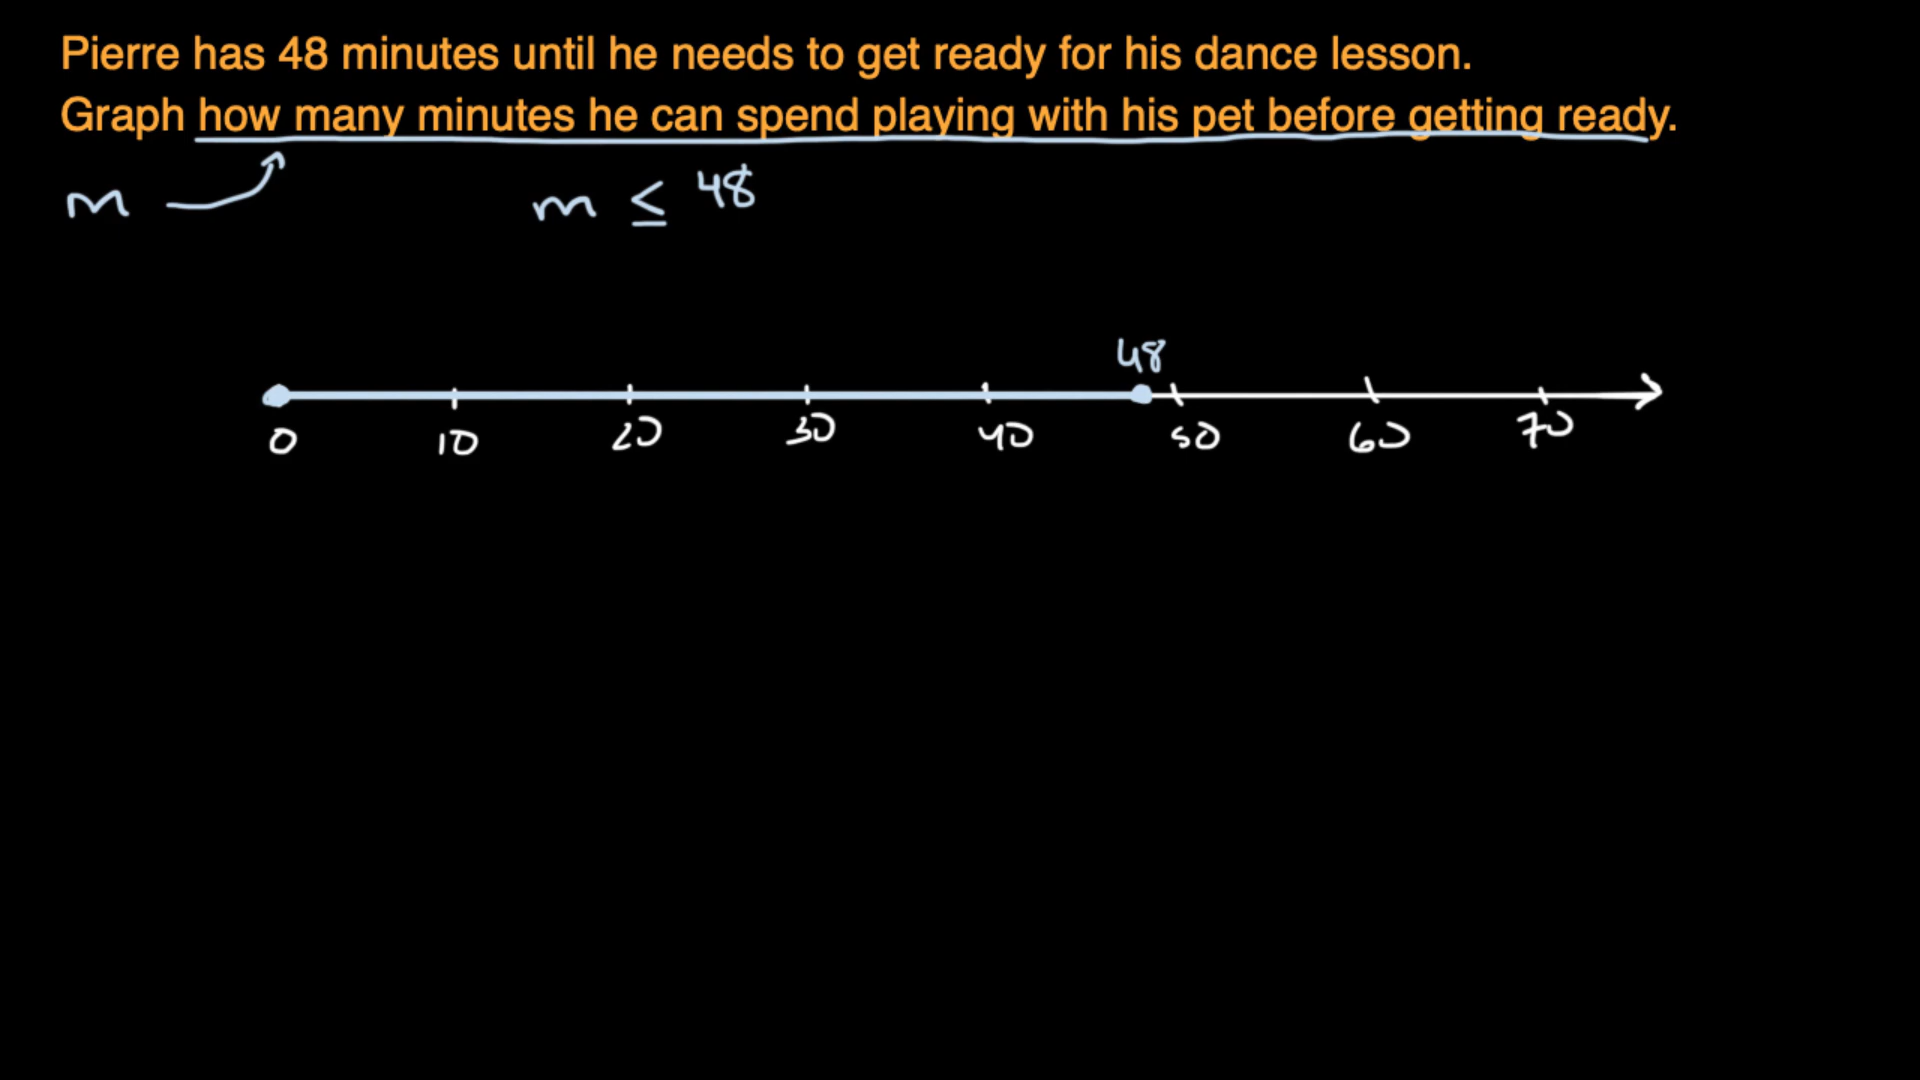 Pierre has 48 minutes until he needs to get ready for his dance lesson.
Graph how many minutes he can spend playing with his pet before getting ready.
m m ≤ 48
48
0 10 20 30 40 50 60 70